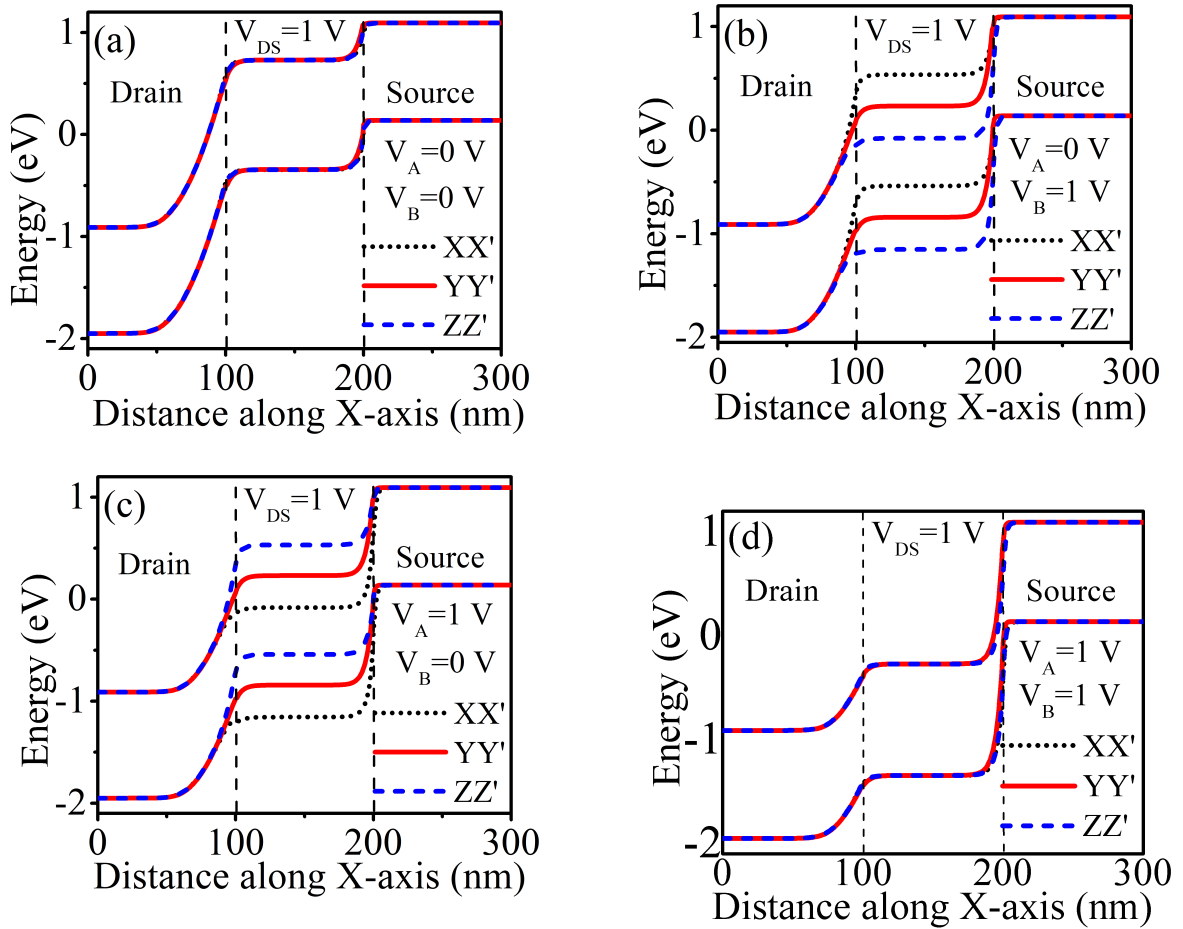 (a)
V_DS=1 V
Drain
Source
V_A=0 V
V_B=0 V
XX'
YY'
ZZ'
1
0
-1
-2
Energy (eV)
0 100 200 300
Distance along X-axis (nm)
(b)
V_DS=1 V
Drain
Source
V_A=0 V
V_B=1 V
XX'
YY'
ZZ'
1
0
-1
-2
Energy (eV)
0 100 200 300
Distance along X-axis (nm)
(c)
V_DS=1 V
Drain
Source
V_A=1 V
V_B=0 V
XX'
YY'
ZZ'
1
0
-1
-2
Energy (eV)
0 100 200 300
Distance along X-axis (nm)
(d)
V_DS=1 V
Drain
Source
V_A=1 V
V_B=1 V
XX'
YY'
ZZ'
1
0
-1
-2
Energy (eV)
0 100 200 300
Distance along X-axis (nm)